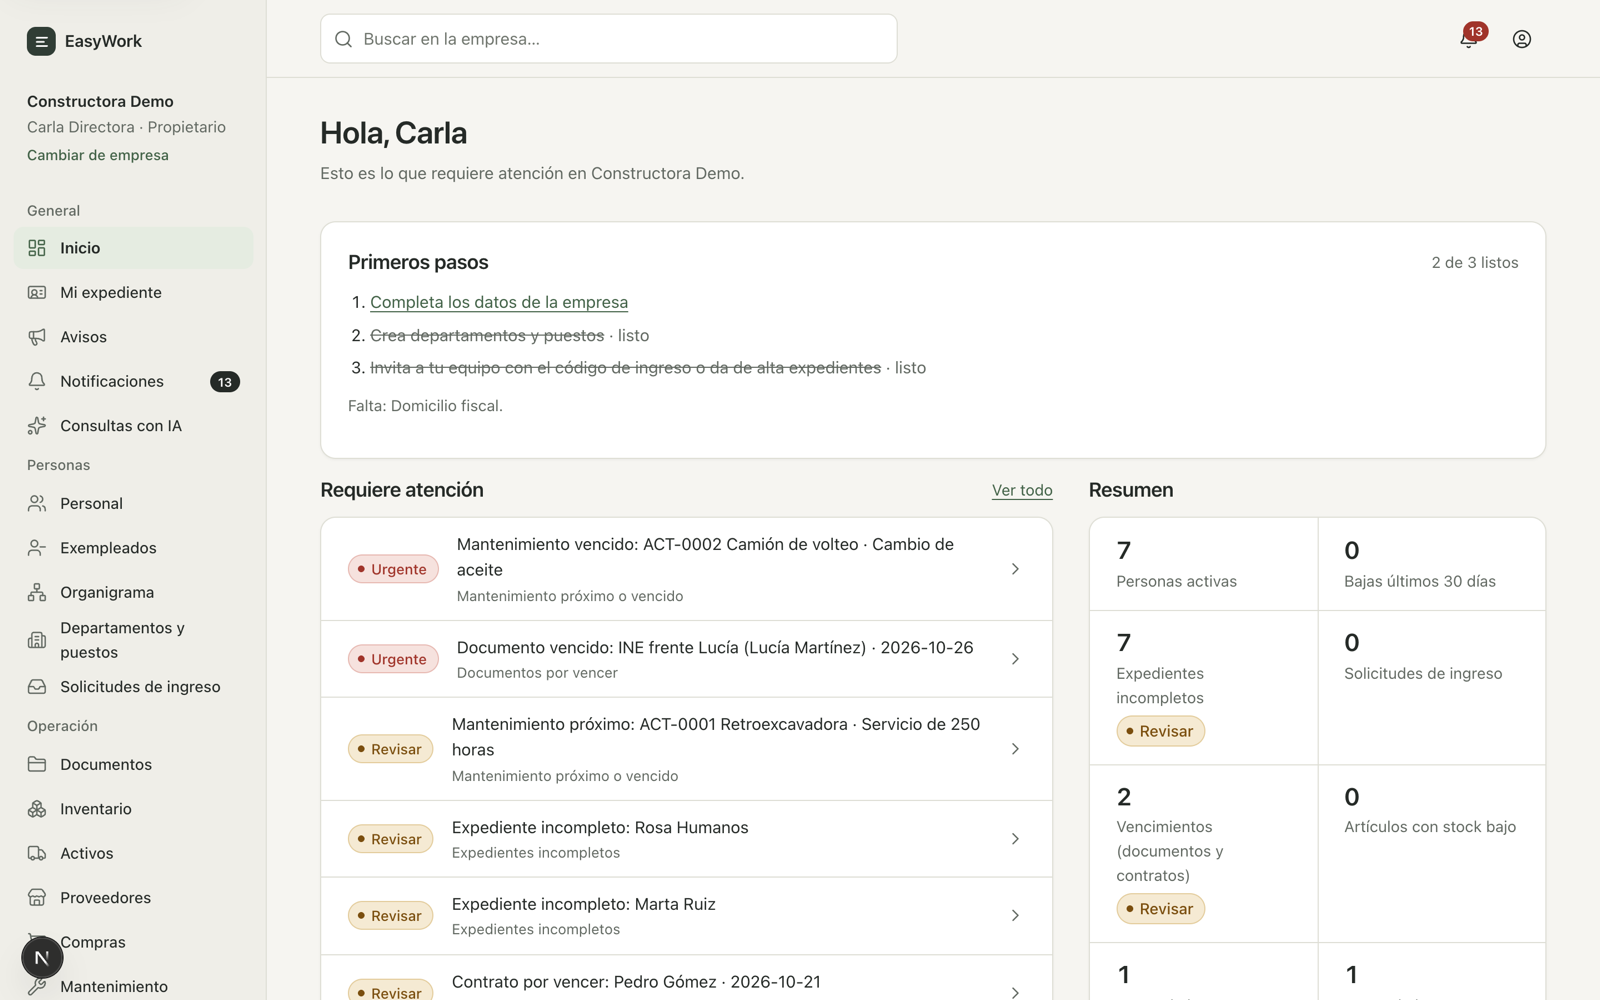 EasyWork
Constructora Demo
Carla Directora · Propietario
Cambiar de empresa
General
Inicio
Mi expediente
Avisos
Notificaciones 13
Consultas con IA
Personas
Personal
Exempleados
Organigrama
Departamentos y
puestos
Solicitudes de ingreso
Operación
Documentos
Inventario
Activos
Proveedores
Compras
N
Mantenimiento
Buscar en la empresa...
13
Hola, Carla
Esto es lo que requiere atención en Constructora Demo.
Primeros pasos
2 de 3 listos
1. Completa los datos de la empresa
2. Crea departamentos y puestos · listo
3. Invita a tu equipo con el código de ingreso o da de alta expedientes · listo
Falta: Domicilio fiscal.
Requiere atención
Ver todo
Urgente
Mantenimiento vencido: ACT-0002 Camión de volteo · Cambio de
aceite
Mantenimiento próximo o vencido
Urgente
Documento vencido: INE frente Lucía (Lucía Martínez) · 2026-10-26
Documentos por vencer
Revisar
Mantenimiento próximo: ACT-0001 Retroexcavadora · Servicio de 250
horas
Mantenimiento próximo o vencido
Revisar
Expediente incompleto: Rosa Humanos
Expedientes incompletos
Revisar
Expediente incompleto: Marta Ruiz
Expedientes incompletos
Revisar
Contrato por vencer: Pedro Gómez · 2026-10-21
Resumen
7
Personas activas
0
Bajas últimos 30 días
7
Expedientes
incompletos
Revisar
0
Solicitudes de ingreso
2
Vencimientos
(documentos y
contratos)
Revisar
0
Artículos con stock bajo
1
1